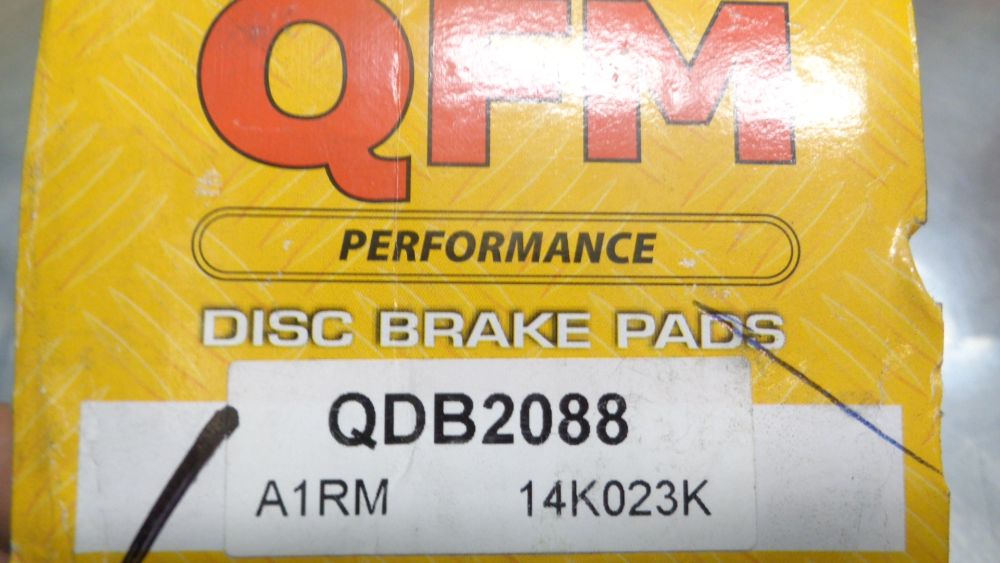 QFM
PERFORMANCE
DISC BRAKE PADS
QDB2088
A1RM 14K023K